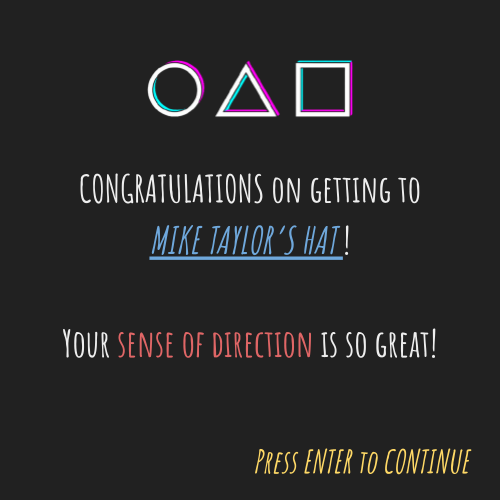 CONGRATULATIONS ON GETTING TO
MIKE TAYLOR'S HAT!
YOUR SENSE OF DIRECTION IS SO GREAT!
PRESS ENTER TO CONTINUE